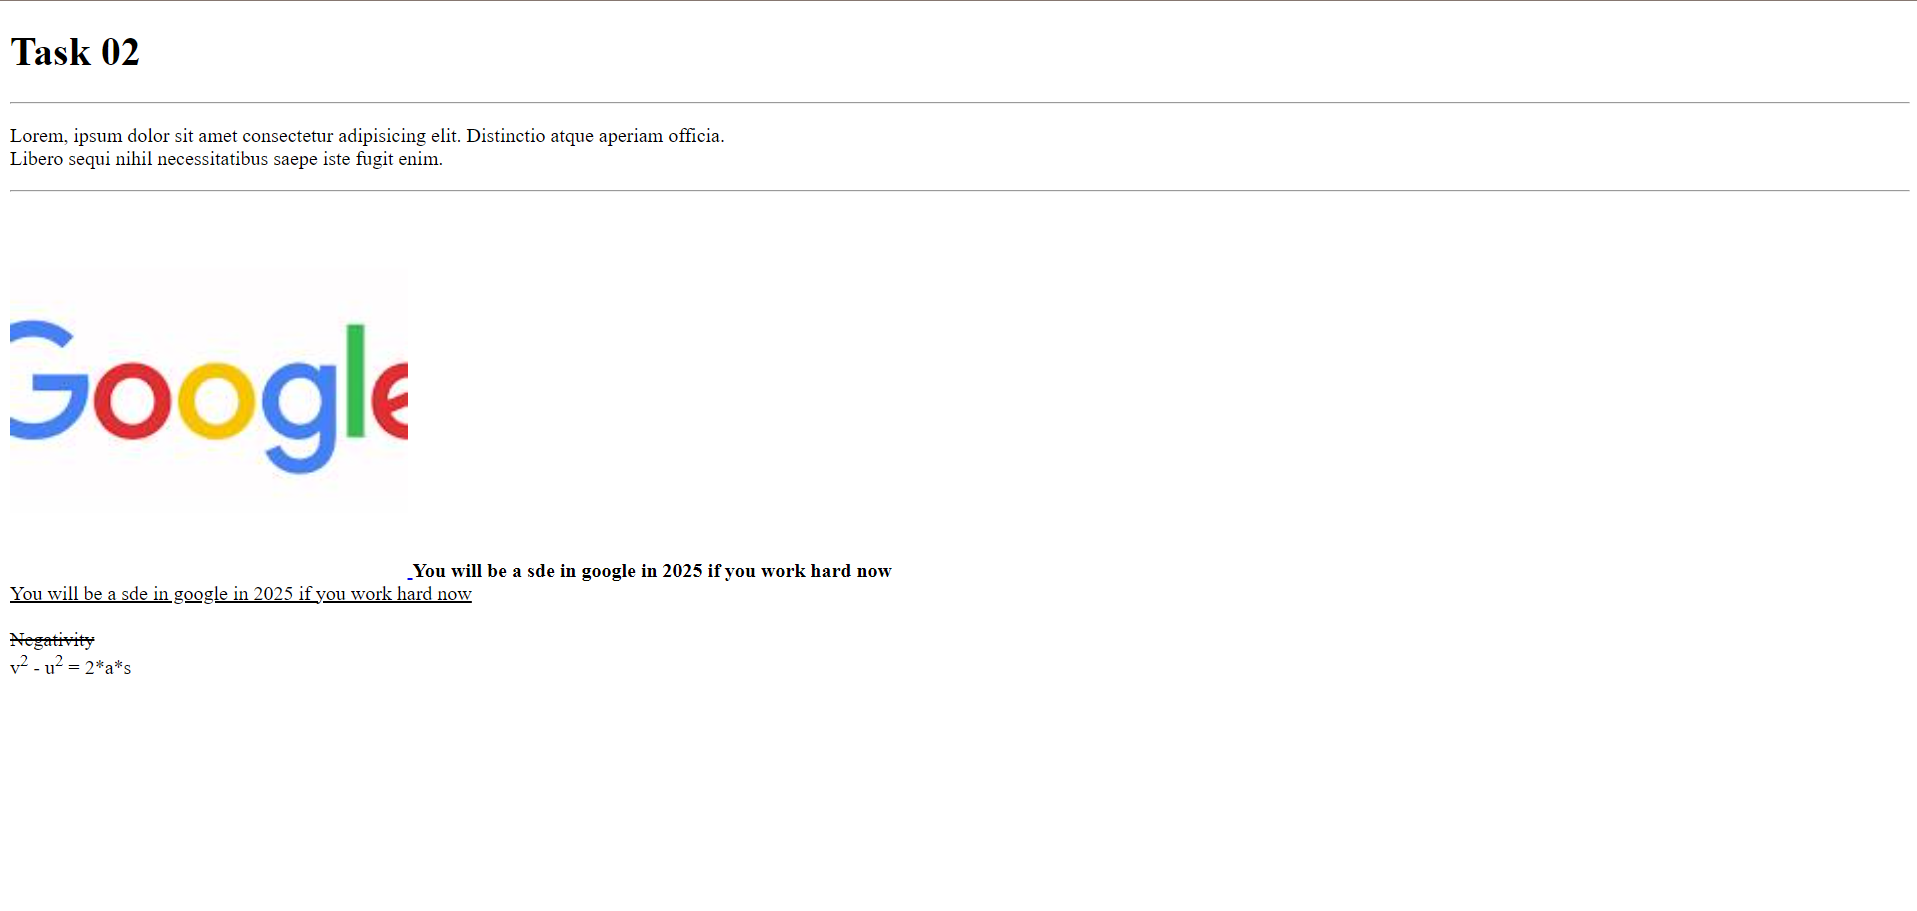 Task 02
Lorem, ipsum dolor sit amet consectetur adipisicing elit. Distinctio atque aperiam officia.
Libero sequi nihil necessitatibus saepe iste fugit enim.
Google
You will be a sde in google in 2025 if you work hard now
You will be a sde in google in 2025 if you work hard now
Negativity
v² - u² = 2*a*s